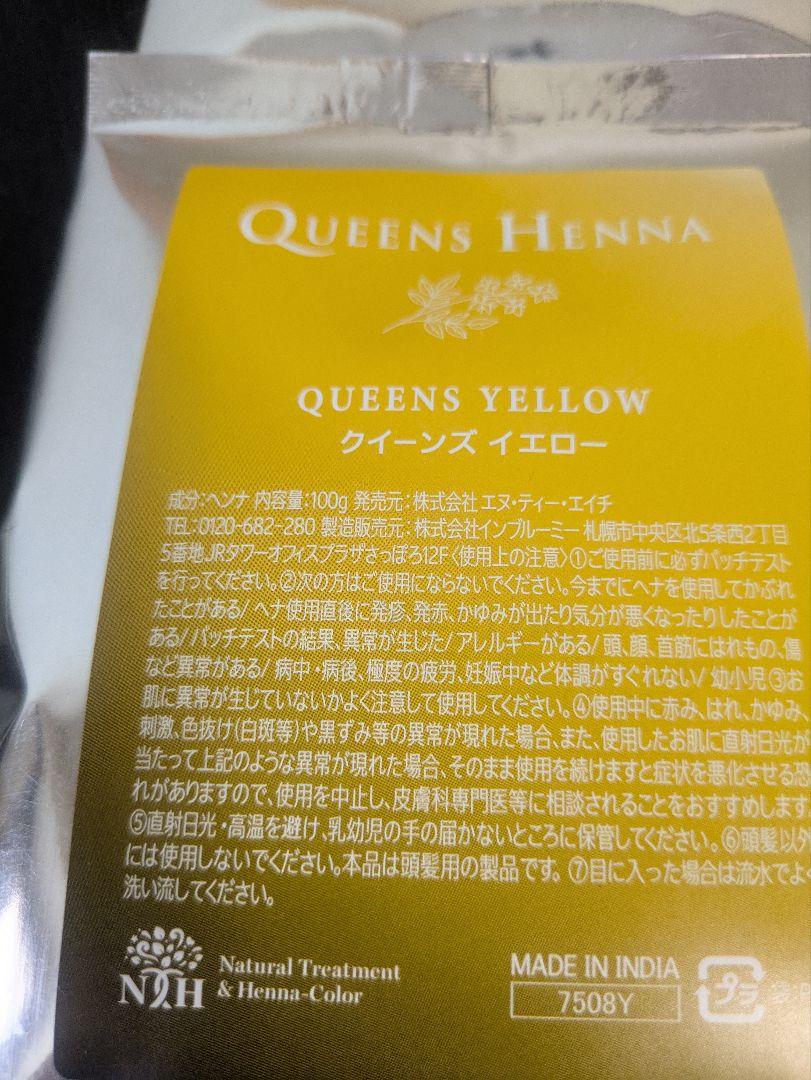 QUEENS HENNA
QUEENS YELLOW
クイーンズ イエロー
成分:ヘンナ 内容量:100g 発売元:株式会社 エヌ・ティー・エイチ
TEL:0120-682-280 製造販売元:株式会社インブルーミー 札幌市中央区北5条西2丁目
5番地JRタワーオフィスプラザさっぽろ12F〈使用上の注意〉①ご使用前に必ずパッチテスト
を行ってください。②次の方はご使用にならないでください。今までにヘナを使用してかぶれ
たことがある/ヘナ使用直後に発疹、発赤、かゆみが出たり気分が悪くなったりしたことが
ある/パッチテストの結果、異常が生じた/アレルギーがある/頭、顔、首筋にはれもの、傷
など異常がある/ 病中・病後、極度の疲労、妊娠中など体調がすぐれない/ 幼小児 ③お
肌に異常が生じていないかよく注意して使用してください。④使用中に赤み、はれ、かゆみ、
刺激、色抜け(白斑等)や黒ずみ等の異常が現れた場合、また、使用したお肌に直射日光が
当たって上記のような異常が現れた場合、そのまま使用を続けますと症状を悪化させる恐
れがありますので、使用を中止し、皮膚科専門医等に相談されることをおすすめします
⑤直射日光・高温を避け、乳幼児の手の届かないところに保管してください。⑥頭髪以外
には使用しないでください。本品は頭髪用の製品です。⑦目に入った場合は流水でよく
洗い流してください。
NTH
Natural Treatment
& Henna-Color
MADE IN INDIA
7508Y
プラ